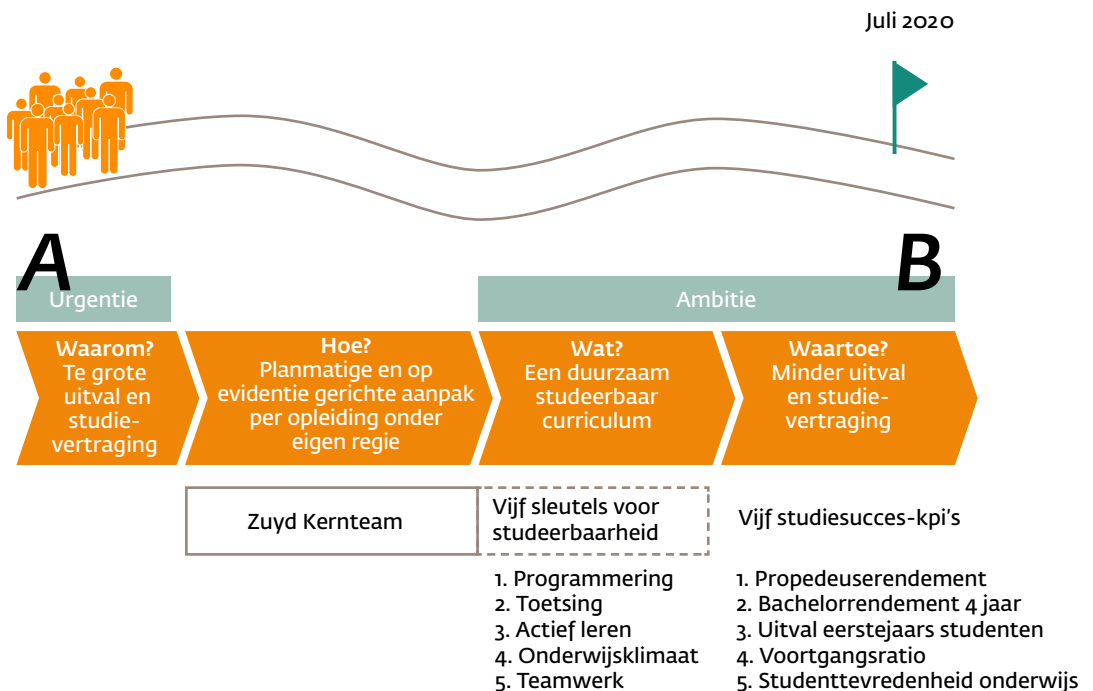 Juli 2020
A
B
Urgentie
Ambitie
Waarom?
Te grote
uitval en
studie-
vertraging
Hoe?
Planmatige en op
evidentie gerichte aanpak
per opleiding onder
eigen regie
Wat?
Een duurzaam
studeerbaar
curriculum
Waartoe?
Minder uitval
en studie-
vertraging
Zuyd Kernteam
Vijf sleutels voor
studeerbaarheid
1. Programmering
2. Toetsing
3. Actief leren
4. Onderwijsklimaat
5. Teamwerk
Vijf studiesucces-kpi's
1. Propedeuserendement
2. Bachelorrendement 4 jaar
3. Uitval eerstejaars studenten
4. Voortgangsratio
5. Studenttevredenheid onderwijs